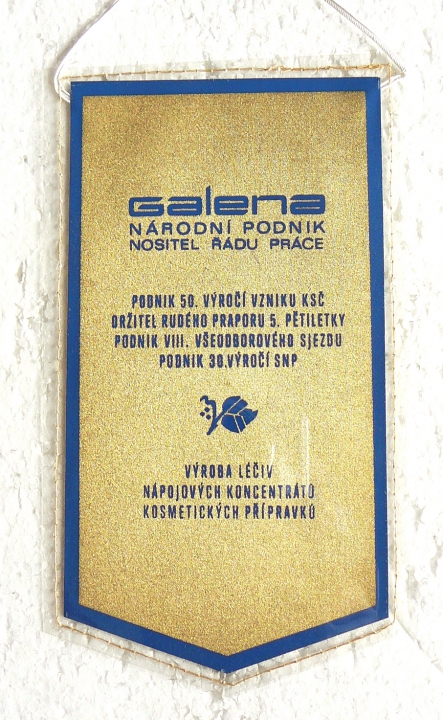 Galena
NÁRODNÍ PODNIK
NOSITEL ŘÁDU PRÁCE
PODNIK 50. VÝROČÍ VZNIKU KSČ
DRŽITEL RUDÉHO PRAPORU 5. PĚTILETKY
PODNIK VIII. VŠEODBOROVÉHO SJEZDU
PODNIK 30.VÝROČÍ SNP
VÝROBA LÉČIV
NÁPOJOVÝCH KONCENTRÁTŮ
KOSMETICKÝCH PŘÍPRAVKŮ